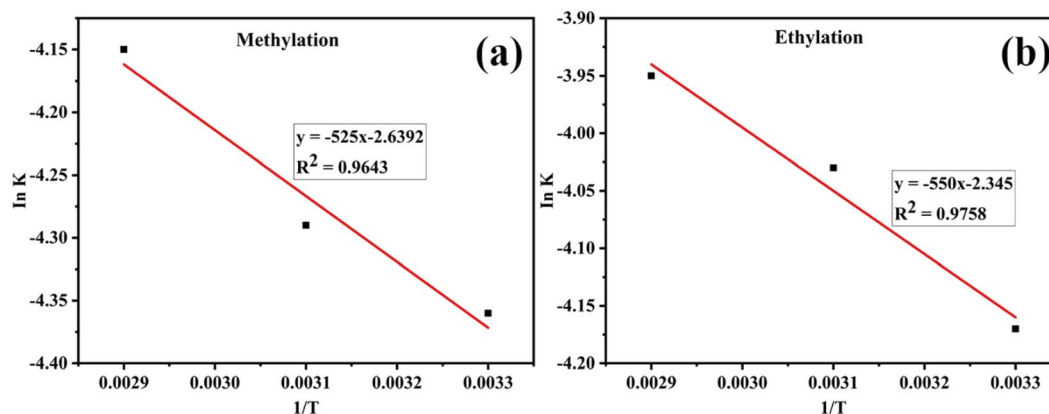 Methylation
(a)
-4.15
-4.20
-4.25
-4.30
-4.35
-4.40
In K
y = -525x-2.6392
R² = 0.9643
0.0029
0.0030
0.0031
0.0032
0.0033
1/T
Ethylation
(b)
-3.90
-3.95
-4.00
-4.05
-4.10
-4.15
-4.20
In K
y = -550x-2.345
R² = 0.9758
0.0029
0.0030
0.0031
0.0032
0.0033
1/T